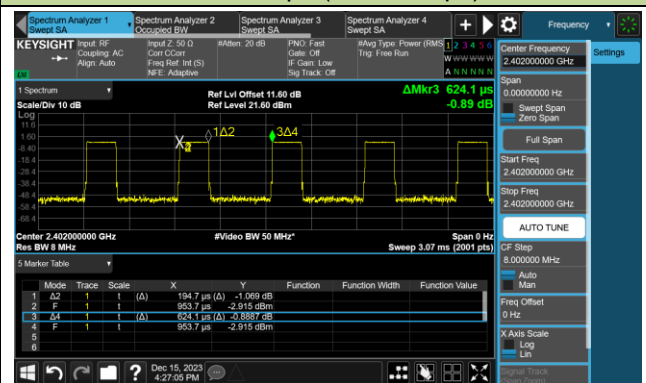 Spectrum Analyzer 1
Swept SA
Spectrum Analyzer 2
Occupied BW
Spectrum Analyzer 3
Swept SA
Spectrum Analyzer 4
Swept SA
+
Frequency
KEYSIGHT
Input: RF
Coupling: AC
Align: Auto
Input Z: 50 Ω
Corr CCorr
Freq Ref: Int (S)
NFE: Adaptive
#Atten: 20 dB
PNO: Fast
Gate: Off
IF Gain: Low
Sig Track: Off
#Avg Type: Power (RMS
Trig: Free Run
1 2 3 4 5 6
W W W W W W
A N N N N N
Center Frequency
2.402000000 GHz
Settings
Span
0.00000000 Hz
Swept Span
Zero Span
Full Span
Start Freq
2.402000000 GHz
Stop Freq
2.402000000 GHz
AUTO TUNE
CF Step
8.000000 MHz
Auto
Man
Freq Offset
0 Hz
X Axis Scale
Log
Lin
Signal Track
(Span Zoom)
1 Spectrum
Scale/Div 10 dB
Ref Lvl Offset 11.60 dB
Ref Level 21.60 dBm
ΔMkr3 624.1 µs
-0.89 dB
Log
11.6
1.60
-8.40
-18.4
-28.4
-38.4
-48.4
-58.4
-68.4
1Δ2
3Δ4
Center 2.402000000 GHz
Res BW 8 MHz
#Video BW 50 MHz*
Span 0 Hz
Sweep 3.07 ms (2001 pts)
5 Marker Table
Mode Trace Scale X Y Function Function Width Function Value
1 Δ2 1 t (Δ) 194.7 µs (Δ) -1.069 dB
2 F 1 t 953.7 µs -2.915 dBm
3 Δ4 1 t (Δ) 624.1 µs (Δ) -0.8887 dB
4 F 1 t 953.7 µs -2.915 dBm
5
6
?
Dec 15, 2023
4:27:05 PM